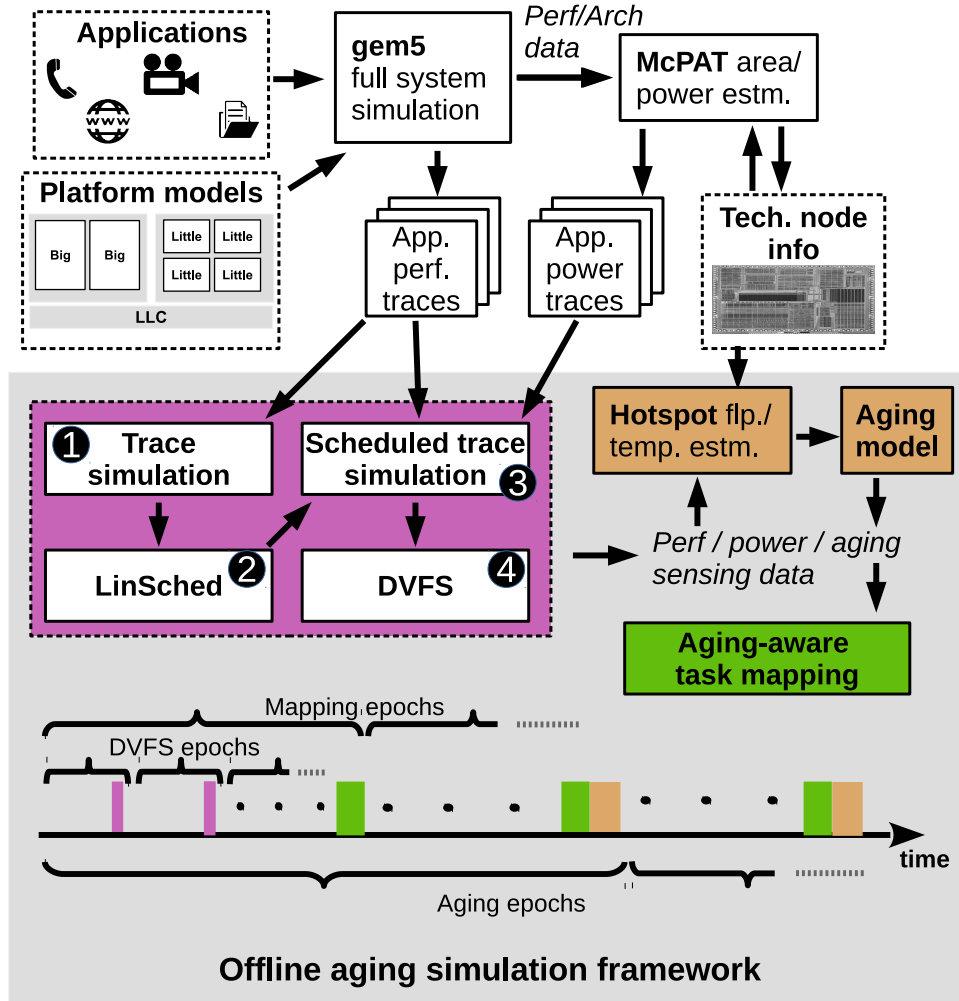 Applications
www
gem5
full system
simulation
Perf/Arch
data
McPAT area/
power estm.
Platform models
Big
Big
Little
Little
Little
Little
LLC
App.
perf.
traces
App.
power
traces
Tech. node
info
1
Trace
simulation
Scheduled trace
simulation
3
2
LinSched
4
DVFS
Hotspot flp./
temp. estm.
Aging
model
Perf / power / aging
sensing data
Aging-aware
task mapping
Mapping epochs
DVFS epochs
time
Aging epochs
Offline aging simulation framework